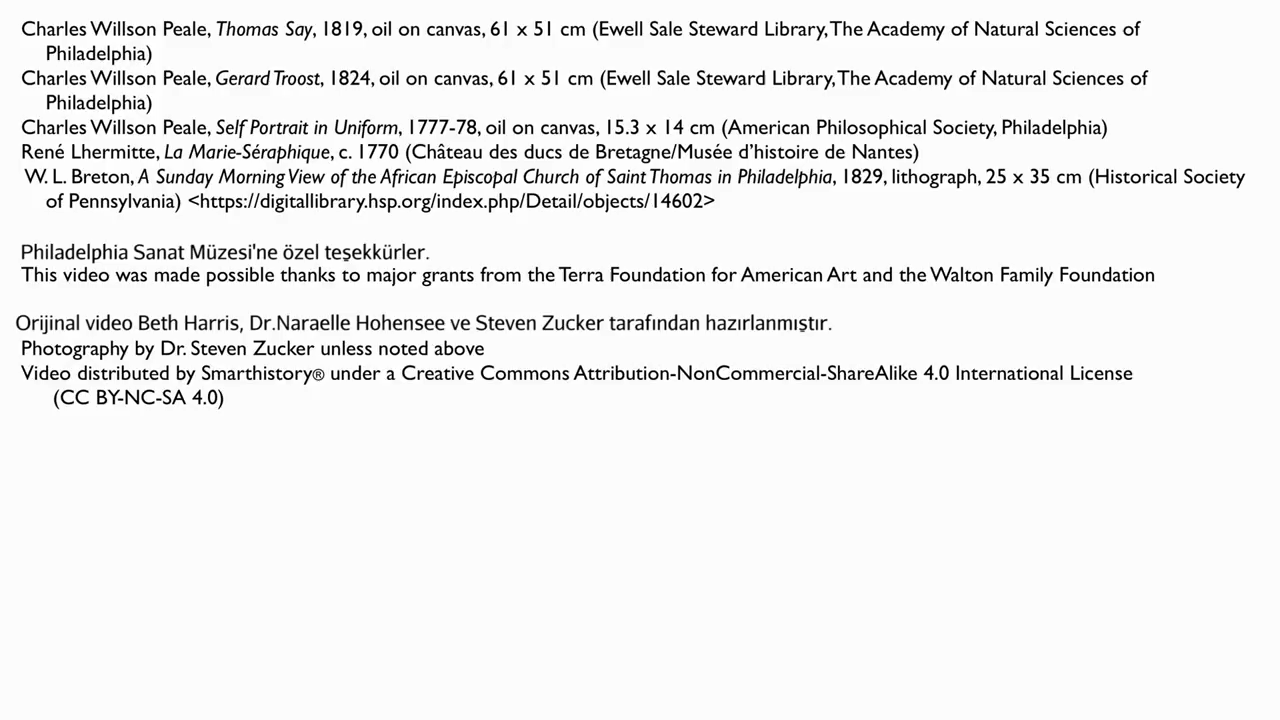 Charles Willson Peale, Thomas Say, 1819, oil on canvas, 61 x 51 cm (Ewell Sale Steward Library, The Academy of Natural Sciences of
Philadelphia)
Charles Willson Peale, Gerard Troost, 1824, oil on canvas, 61 x 51 cm (Ewell Sale Steward Library, The Academy of Natural Sciences of
Philadelphia)
Charles Willson Peale, Self Portrait in Uniform, 1777-78, oil on canvas, 15.3 x 14 cm (American Philosophical Society, Philadelphia)
René Lhermitte, La Marie-Séraphique, c. 1770 (Château des ducs de Bretagne/Musée d’histoire de Nantes)
W. L. Breton, A Sunday Morning View of the African Episcopal Church of Saint Thomas in Philadelphia, 1829, lithograph, 25 x 35 cm (Historical Society
of Pennsylvania) <https://digitallibrary.hsp.org/index.php/Detail/objects/14602>
Philadelphia Sanat Müzesi'ne özel teşekkürler.
This video was made possible thanks to major grants from the Terra Foundation for American Art and the Walton Family Foundation
Orijinal video Beth Harris, Dr.Naraelle Hohensee ve Steven Zucker tarafından hazırlanmıştır.
Photography by Dr. Steven Zucker unless noted above
Video distributed by Smarthistory® under a Creative Commons Attribution-NonCommercial-ShareAlike 4.0 International License
(CC BY-NC-SA 4.0)